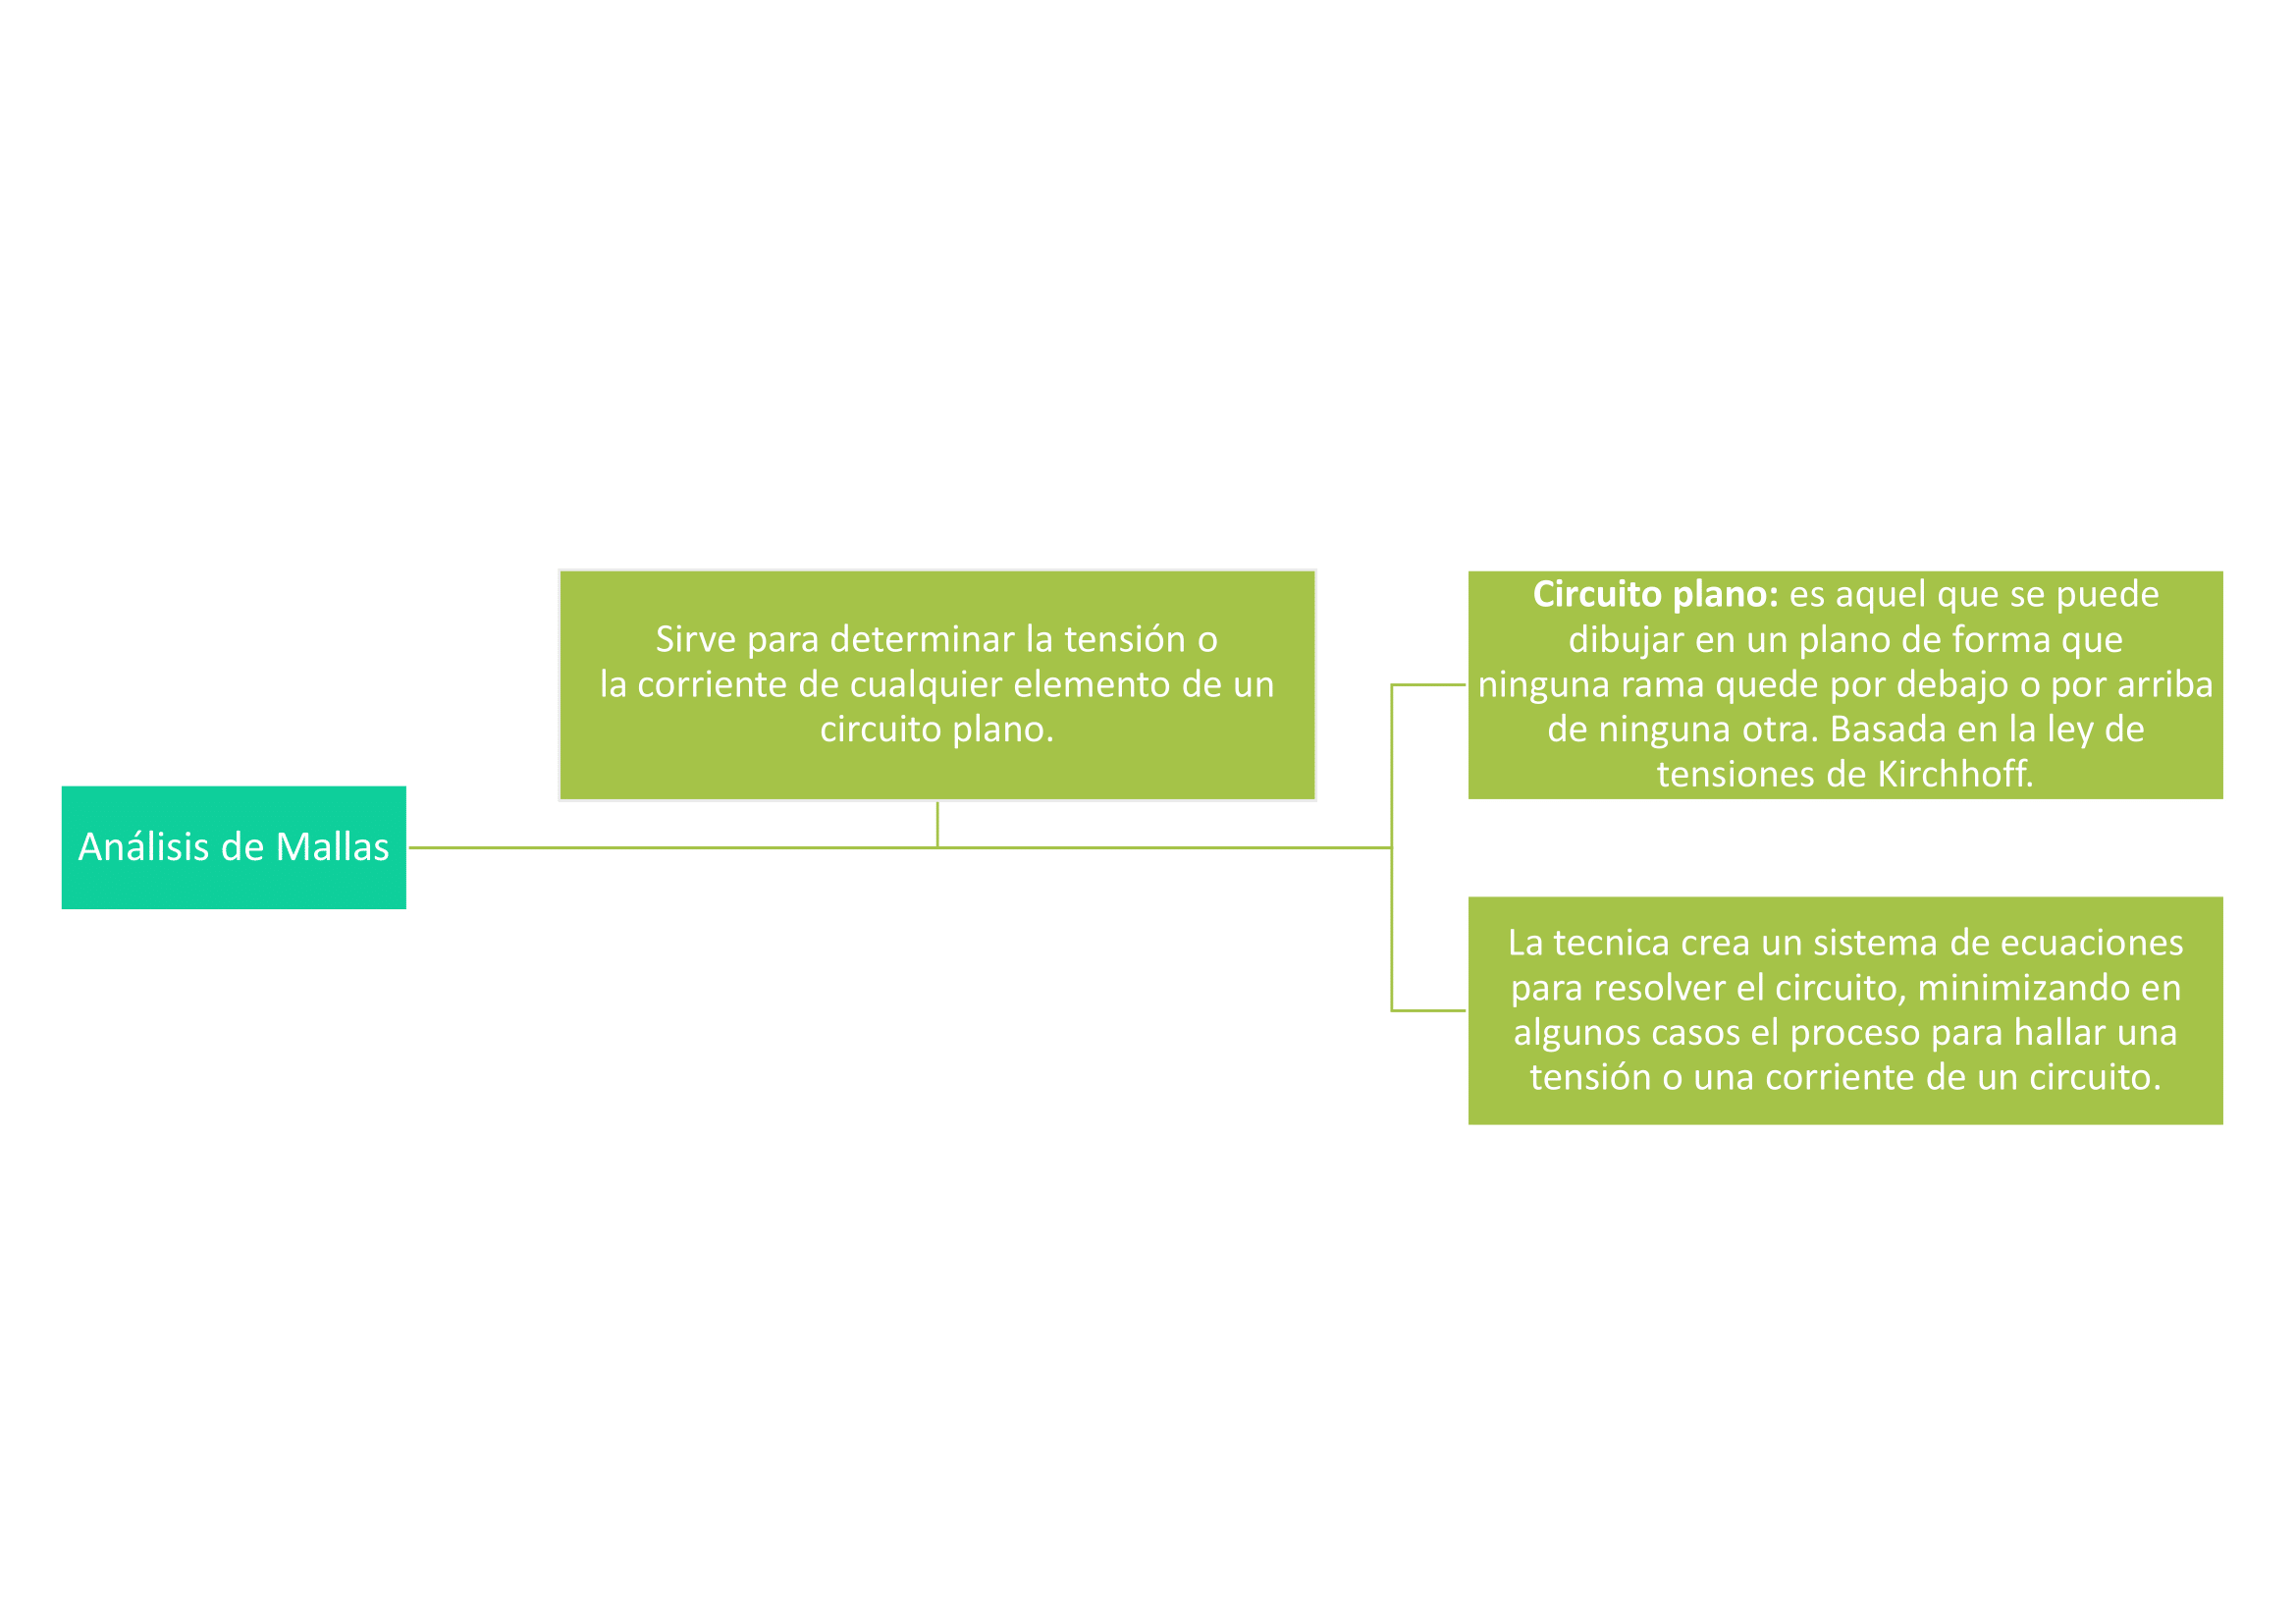 Análisis de Mallas
Sirve para determinar la tensión o
la corriente de cualquier elemento de un
circuito plano.
Circuito plano: es aquel que se puede
dibujar en un plano de forma que
ninguna rama quede por debajo o por arriba
de ninguna otra. Basada en la ley de
tensiones de Kirchhoff.
La tecnica crea un sistema de ecuaciones
para resolver el circuito, minimizando en
algunos casos el proceso para hallar una
tensión o una corriente de un circuito.